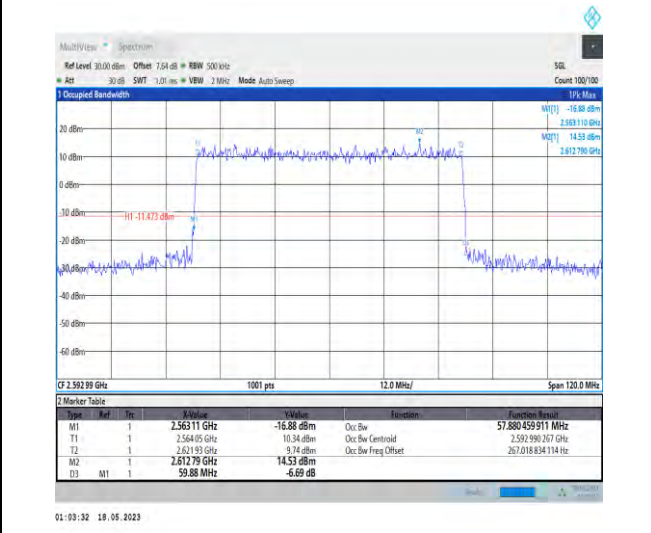 MultiView Spectrum
Ref Level 30.00 dBm Offset 7.64 dB RBW 500 kHz SGL
Att 30 dB SWT 1.01 ms VBW 2 MHz Mode Auto Sweep Count 100/100
1 Occupied Bandwidth 1Pk Max
M1[1] -16.88 dBm
2.563110 GHz
M2[1] 14.53 dBm
2.612790 GHz
M2
T1
T2
20 dBm
10 dBm
0 dBm
-10 dBm
H1 -11.473 dBm
M1
-20 dBm
D3
-30 dBm
-40 dBm
-50 dBm
-60 dBm
CF 2.59299 GHz 1001 pts 12.0 MHz/ Span 120.0 MHz
2 Marker Table
Type Ref Trc X-Value Y-Value Function Function Result
M1 1 2.56311 GHz -16.88 dBm Occ Bw 57.880459911 MHz
T1 1 2.56405 GHz 10.34 dBm Occ Bw Centroid 2.592990267 GHz
T2 1 2.62193 GHz 9.74 dBm Occ Bw Freq Offset 267.018834114 Hz
M2 1 2.61279 GHz 14.53 dBm
D3 M1 1 59.88 MHz -6.69 dB
01:03:32 18.05.2023